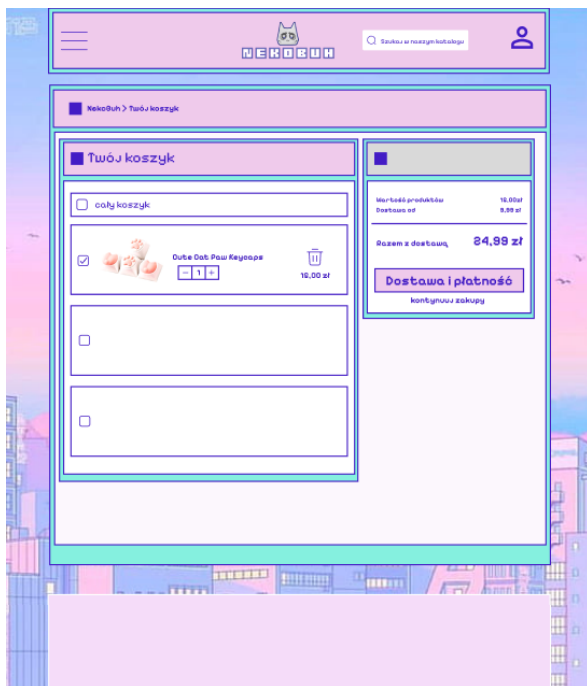 NEKOBUH
Szukaj w naszym katalogu
NekoBuh > Twój koszyk
Twój koszyk
cały koszyk
Cute Cat Paw Keycaps
- 1 +
16,00 zł
Wartość produktów 16,00zł
Dostawa od 8,99 zł
Razem z dostawą 24,99 zł
Dostawa i płatność
kontynuuj zakupy